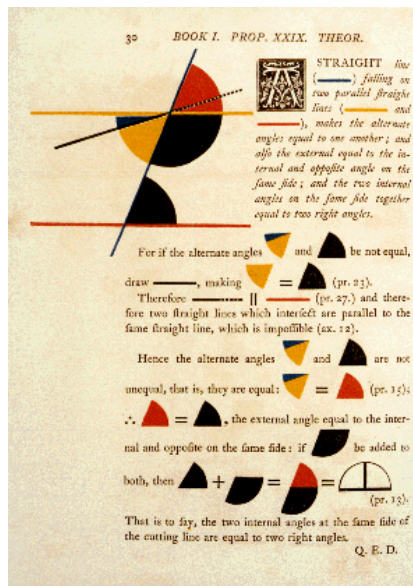 30 BOOK I. PROP. XXIX. THEOR.
A STRAIGHT line
( ) falling on
two parallel ſtraight
lines ( and
), makes the alternate
angles equal to one another; and
alſo the external equal to the in-
ternal and oppoſite angle on the
ſame ſide; and the two internal
angles on the ſame ſide together
equal to two right angles.
For if the alternate angles and be not equal,
draw , making = (pr. 23).
Therefore || (pr. 27.) and there-
fore two ſtraight lines which interſect are parallel to the
ſame ſtraight line, which is impoſſible (ax. 12).
Hence the alternate angles and are not
unequal, that is, they are equal: = (pr. 15);
∴ = , the external angle equal to the inter-
nal and oppoſite on the ſame ſide: if be added to
both, then + = =
(pr. 13).
That is to ſay, the two internal angles at the ſame ſide of
the cutting line are equal to two right angles.
Q. E. D.